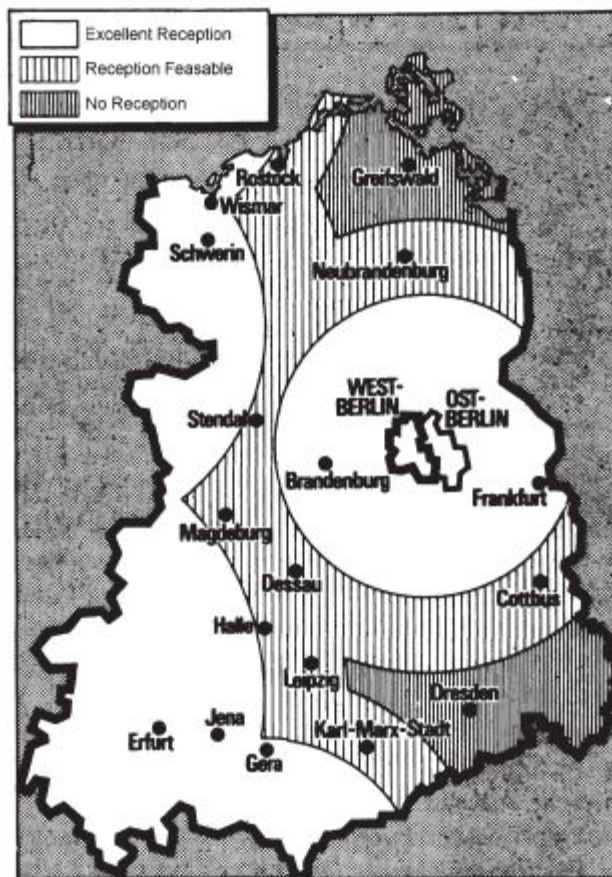 Excellent Reception
Reception Feasable
No Reception
Rostock
Greifswald
Wismar
Schwerin
Neubrandenburg
WEST-
BERLIN
OST-
BERLIN
Stendal
Brandenburg
Frankfurt
Magdeburg
Dessau
Cottbus
Halle
Leipzig
Dresden
Erfurt
Jena
Gera
Karl-Marx-Stadt